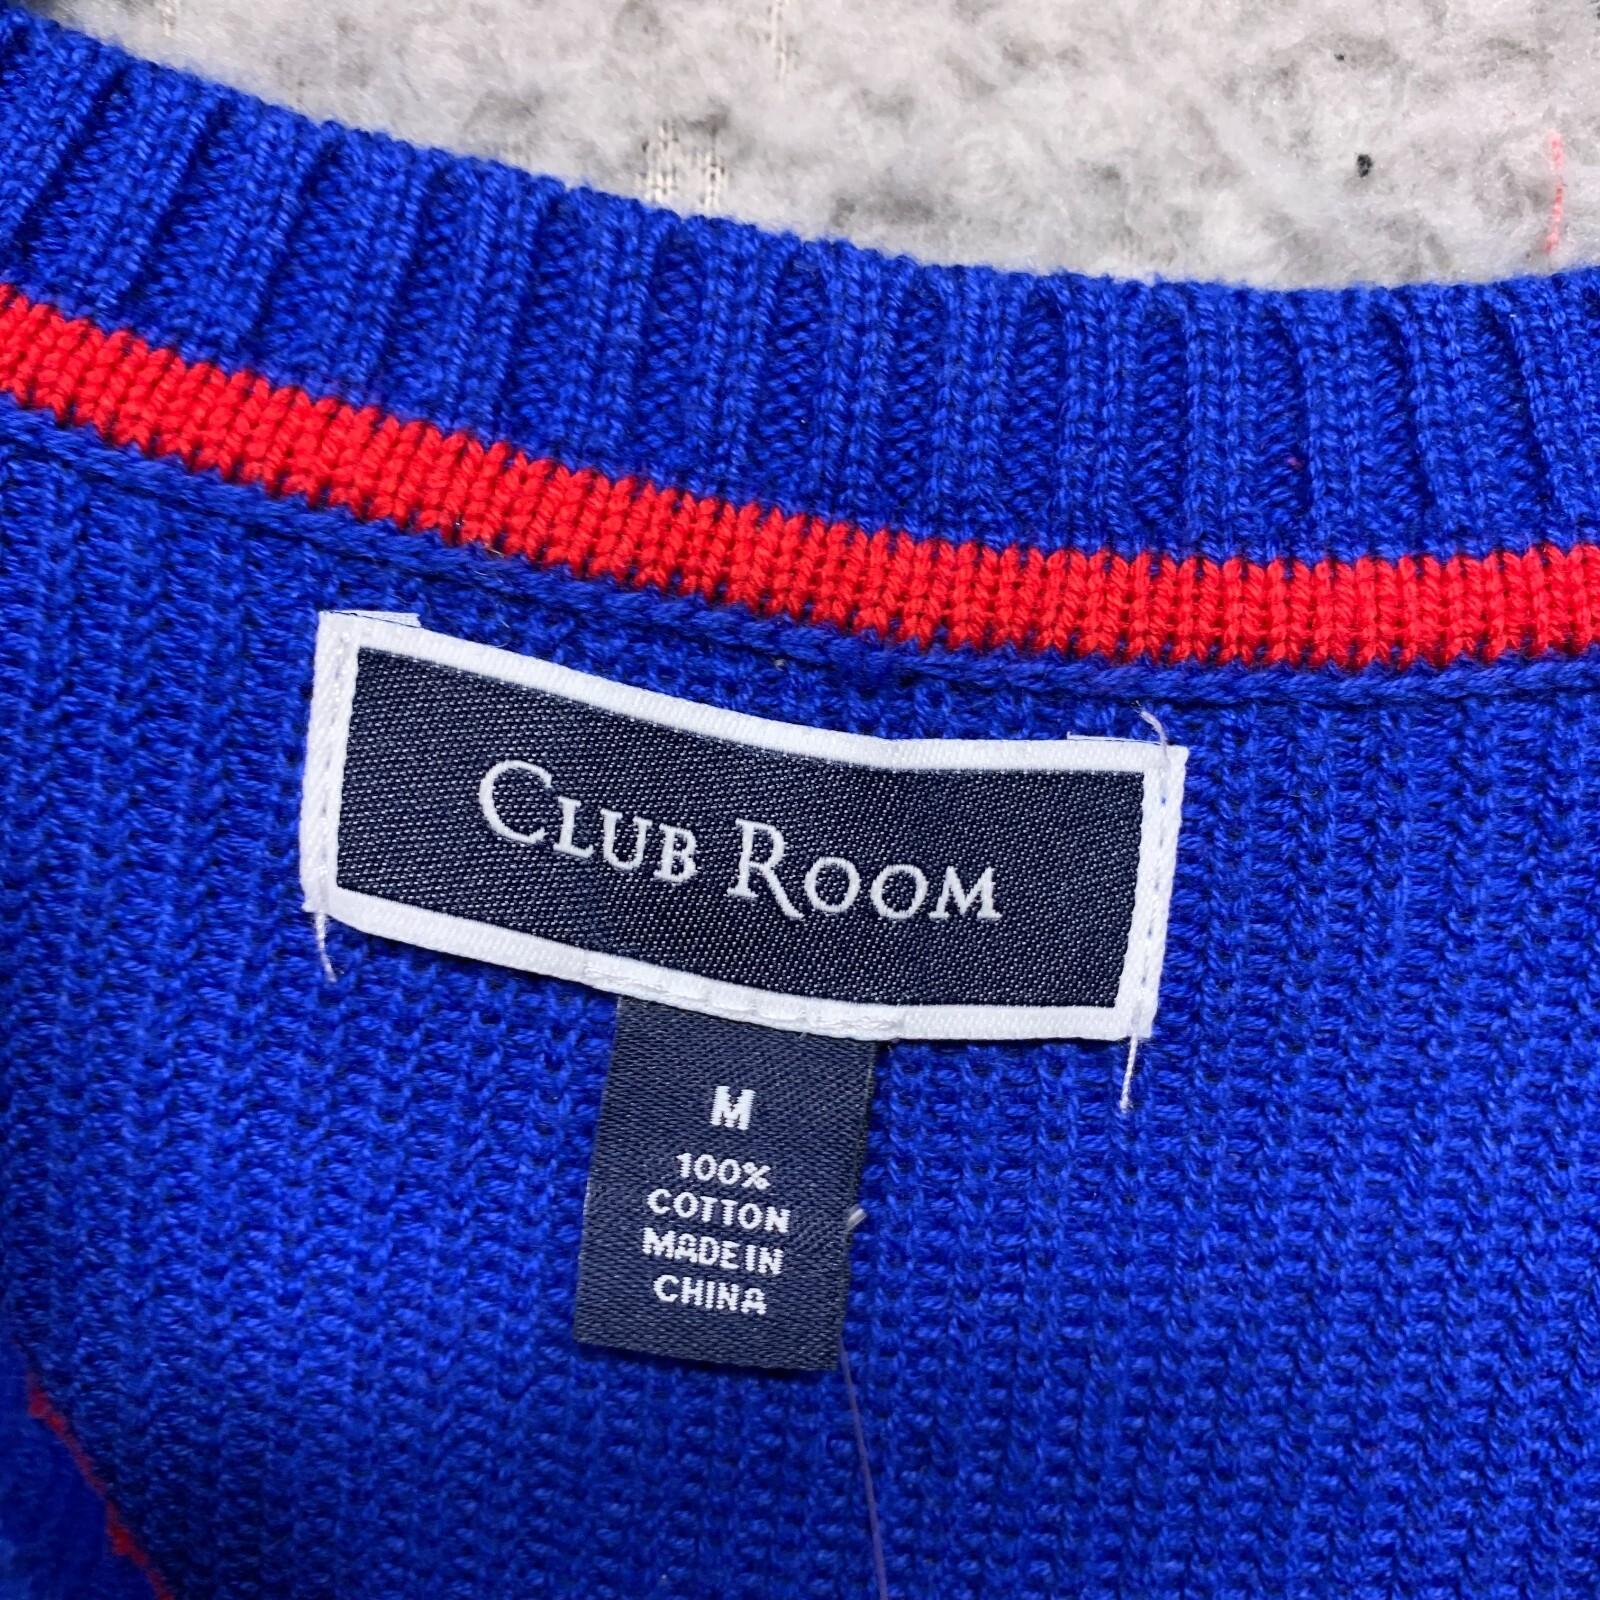 CLUB ROOM
M
100%
COTTON
MADE IN
CHINA